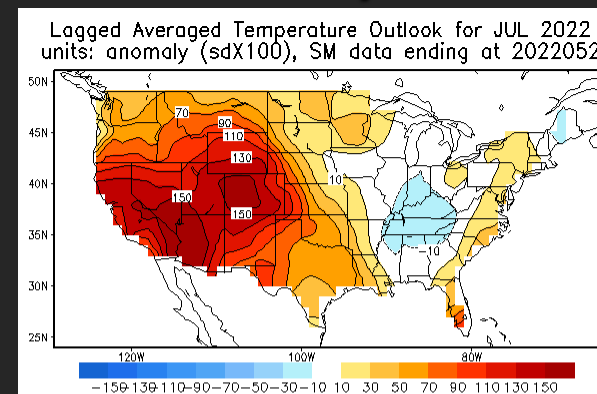 Lagged Averaged Temperature Outlook for JUL 2022
units: anomaly (sdX100), SM data ending at 2022052
50N
70
90
45N
110
130
40N
10
150
150
35N
-10
30N
25N
120W 100W 80W
-150 -130 -110 -90 -70 -50 -30 -10 10 30 50 70 90 110 130 150